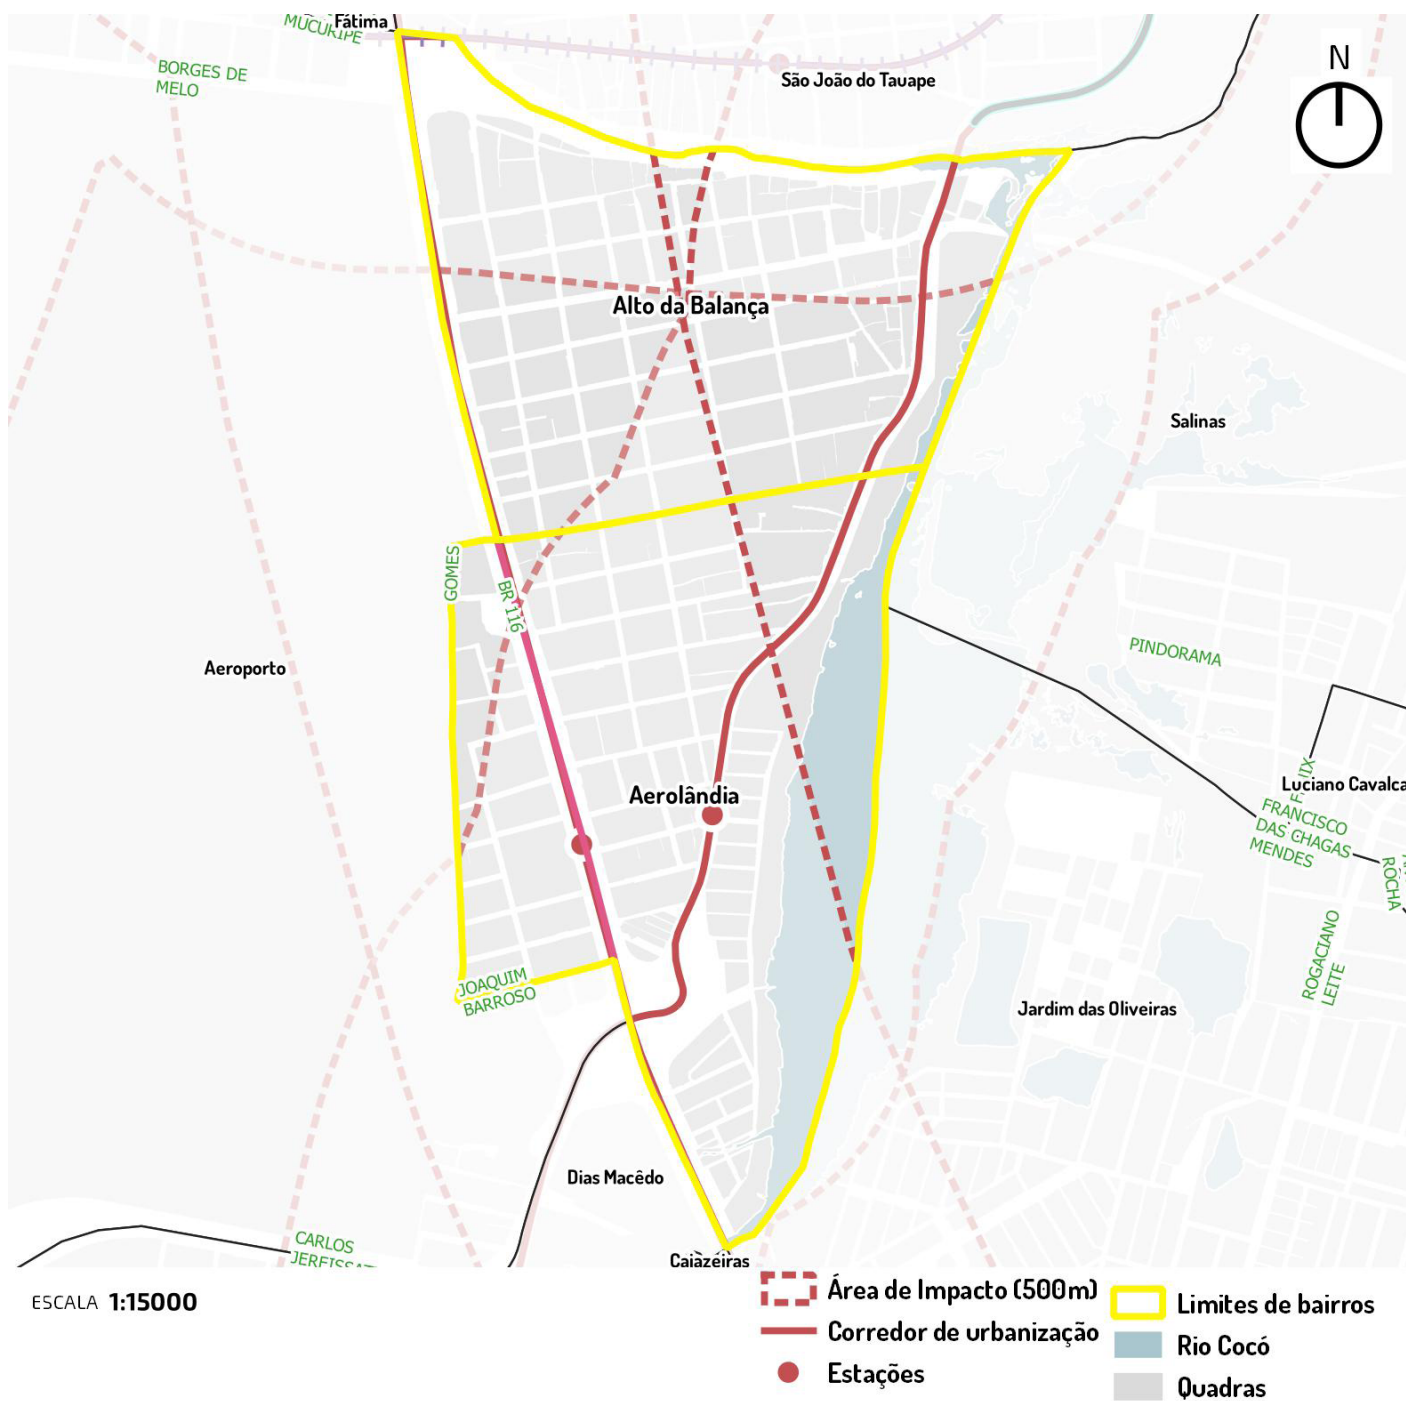 Fátima
MUCURIPE
BORGES DE
MELO
São João do Tauape
N
Alto da Balança
Salinas
GOMES
BR 116
Aeroporto
PINDORAMA
Aerolândia
Luciano Cavalca
FRANCISCO
DAS CHAGAS
MENDES
ROCHA
ROGACIANO
LEITE
JOAQUIM
BARROSO
Jardim das Oliveiras
Dias Macêdo
CARLOS
Caiazeiras
ESCALA 1:15000
Área de Impacto (500m)
Corredor de urbanização
Estações
Limites de bairros
Rio Cocó
Quadras